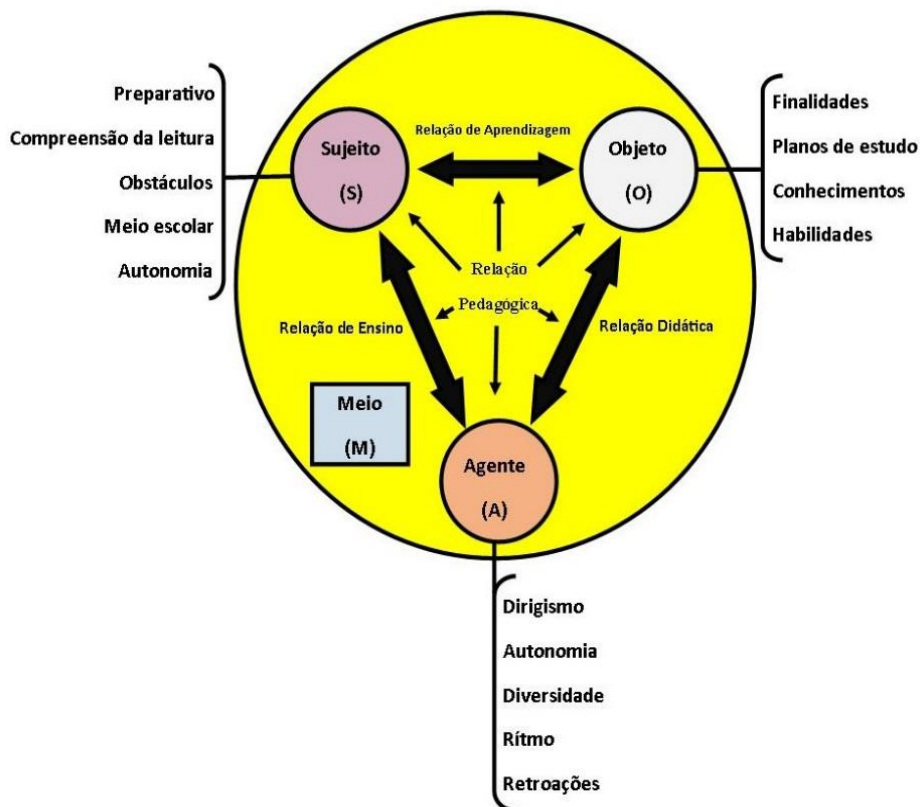 Preparativo
Compreensão da leitura
Obstáculos
Meio escolar
Autonomia
Sujeito
(S)
Relação de Aprendizagem
Objeto
(O)
Finalidades
Planos de estudo
Conhecimentos
Habilidades
Relação
Pedagógica
Relação de Ensino
Relação Didática
Meio
(M)
Agente
(A)
Dirigismo
Autonomia
Diversidade
Rítmo
Retroações